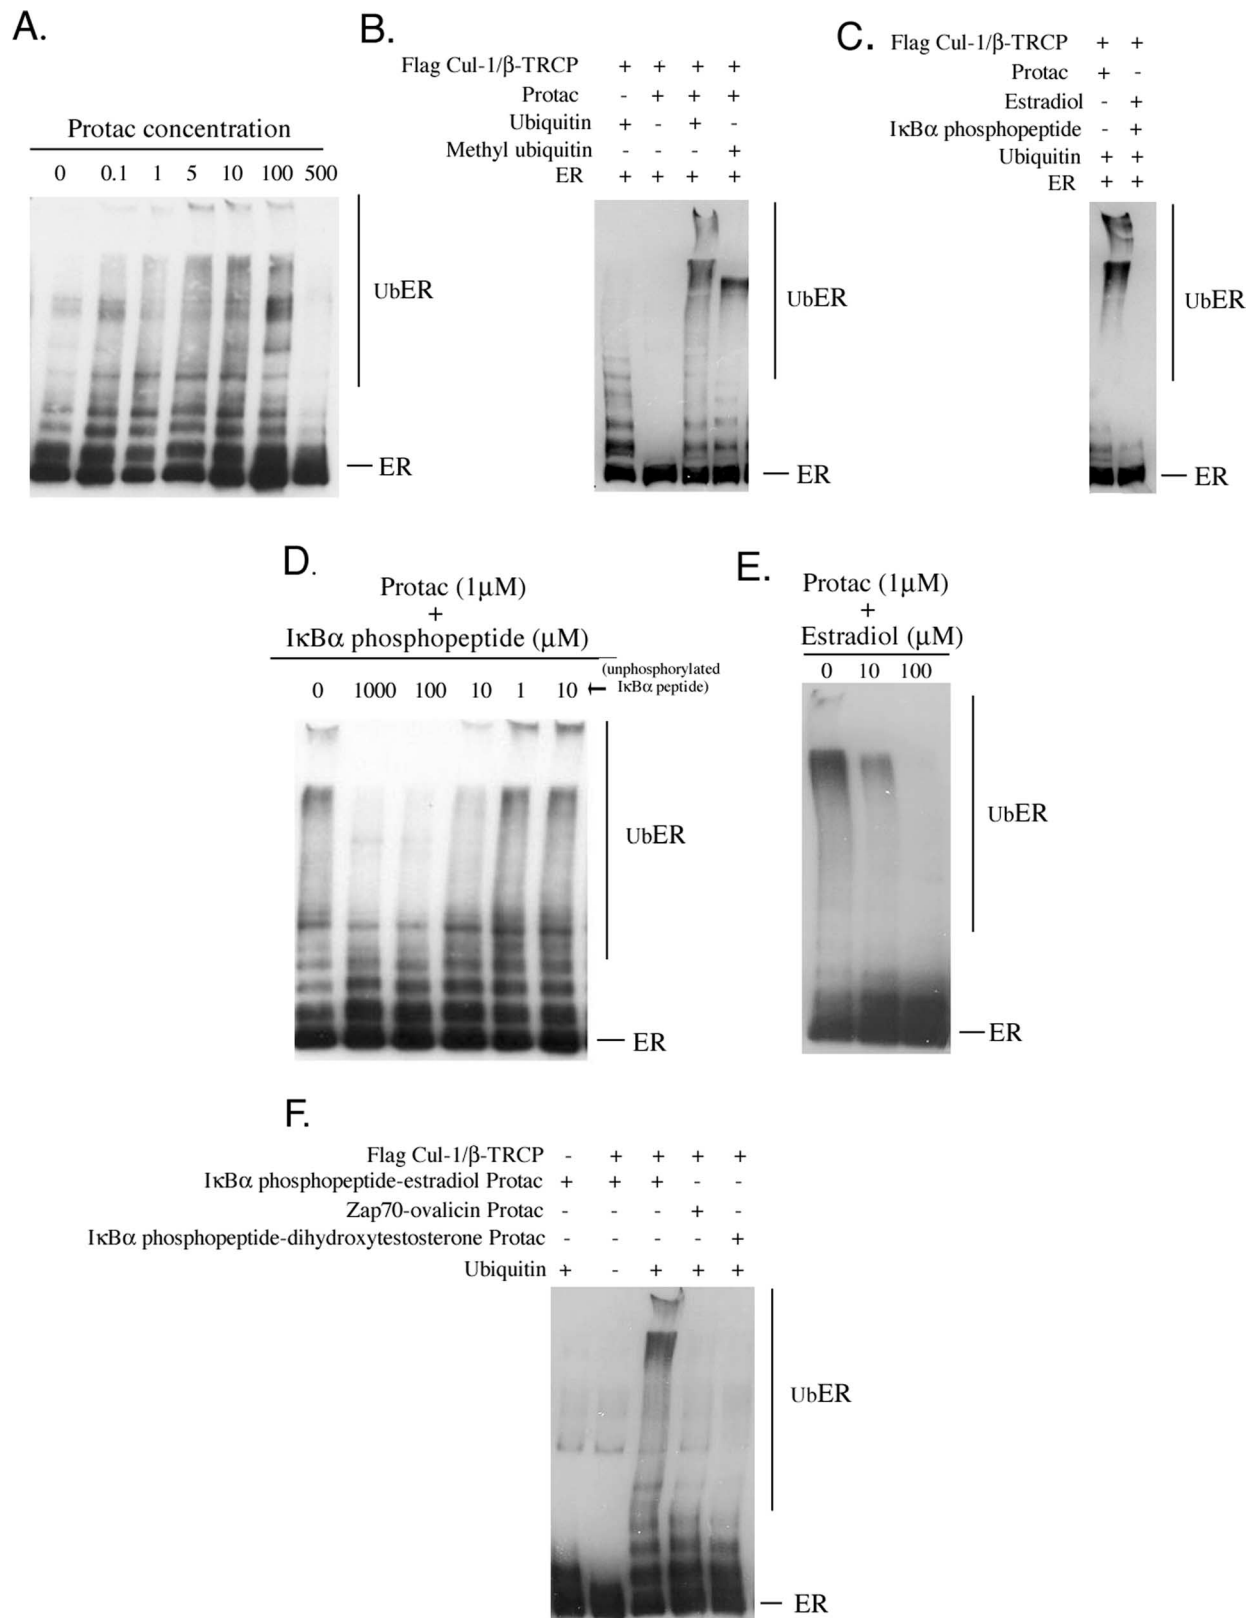 A.
Protac concentration
0 0.1 1 5 10 100 500
UbER
ER
B.
Flag Cul-1/β-TRCP + + + +
Protac - + + +
Ubiquitin + - + -
Methyl ubiquitin - - - +
ER + + + +
UbER
ER
C.
Flag Cul-1/β-TRCP + +
Protac + -
Estradiol - +
IκBα phosphopeptide - +
Ubiquitin + +
ER + +
UbER
ER
D.
Protac (1μM)
+
IκBα phosphopeptide (μM)
0 1000 100 10 1 10
(unphosphorylated
IκBα peptide)
UbER
ER
E.
Protac (1μM)
+
Estradiol (μM)
0 10 100
UbER
ER
F.
Flag Cul-1/β-TRCP - + + + +
IκBα phosphopeptide-estradiol Protac + + + - -
Zap70-ovalicin Protac - - - + -
IκBα phosphopeptide-dihydroxytestosterone Protac - - - - +
Ubiquitin + - + + +
UbER
ER